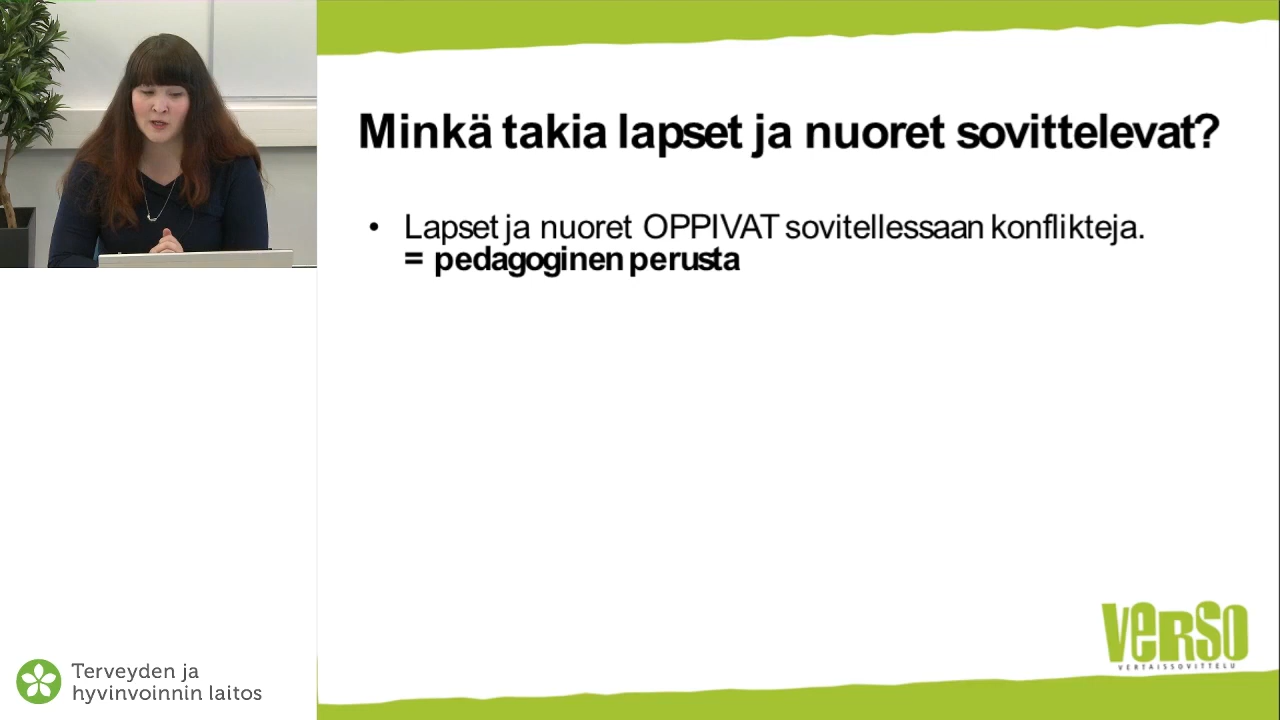 Minkä takia lapset ja nuoret sovittelevat?
• Lapset ja nuoret OPPIVAT sovitellessaan konflikteja.
= pedagoginen perusta
VERSO
VERTAISSOVITTELU
Terveyden ja
hyvinvoinnin laitos